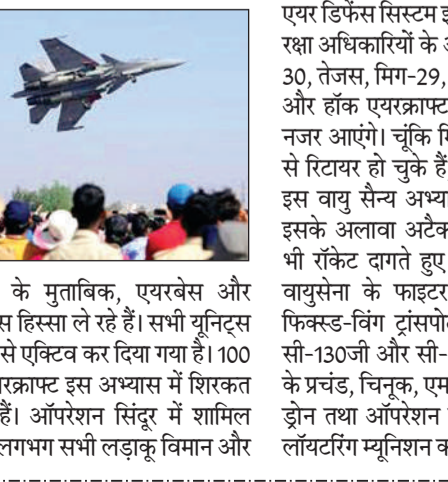 के मुताबिक, एयरबेस और
स हिस्सा ले रहे हैं। सभी यूनिट्स
से एक्टिव कर दिया गया है। 100
रक्राफ्ट इस अभ्यास में शिरकत
हैं। ऑपरेशन सिंदूर में शामिल
लगभग सभी लड़ाकू विमान और
एयर डिफेंस सिस्टम इ
रक्षा अधिकारियों के अ
30, तेजस, मिग-29,
और हॉक एयरक्राफ्ट
नजर आएंगे। चूंकि मि
से रिटायर हो चुके हैं
इस वायु सैन्य अभ्या
इसके अलावा अटैक
भी रॉकेट दागते हुए
वायुसेना के फाइटर
फिक्स्ड-विंग ट्रांसपो
सी-130जी और सी-
के प्रचंड, चिनूक, एम
ड्रोन तथा ऑपरेशन
लॉयटरिंग म्यूनिशन क